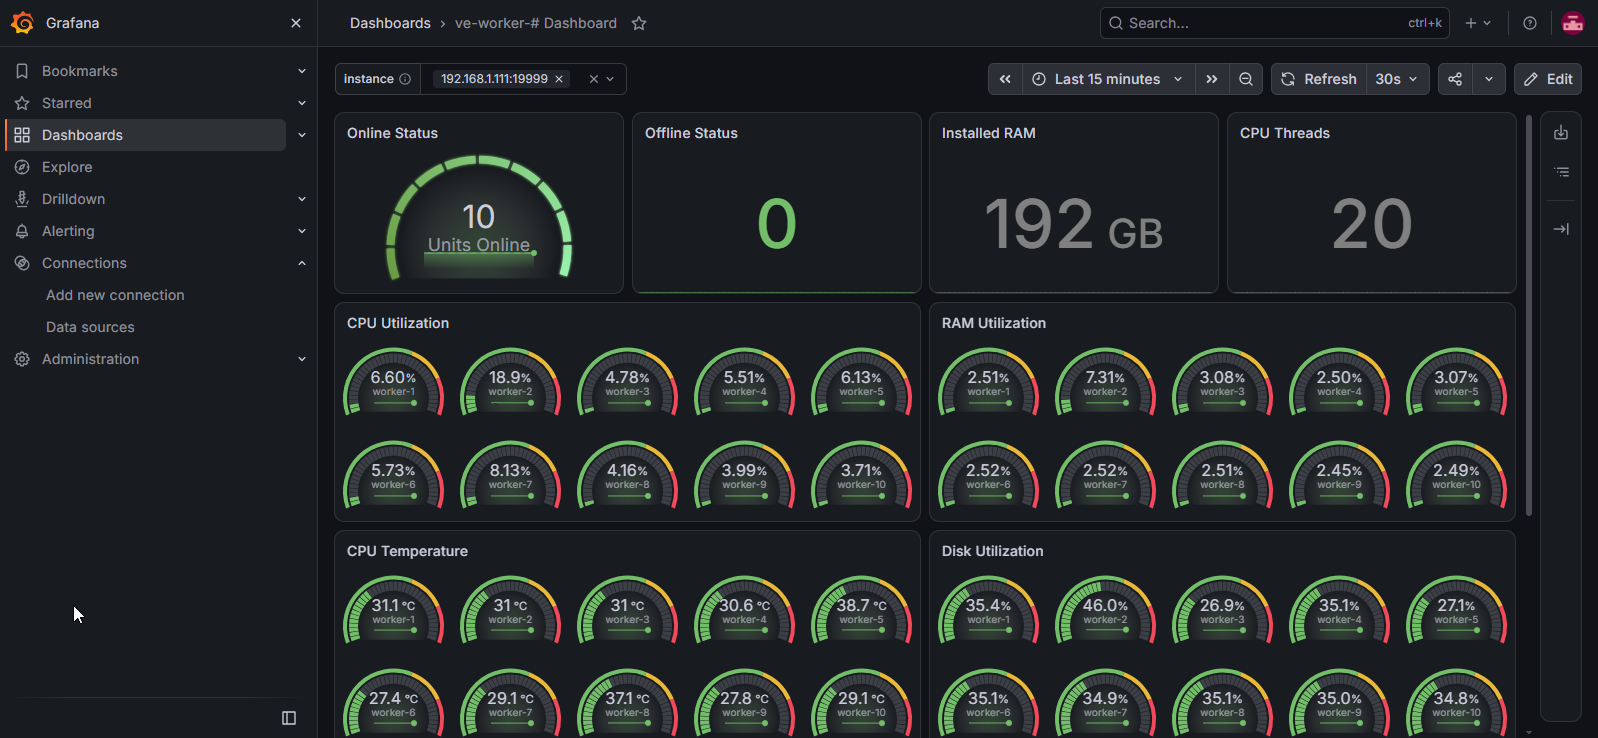 Grafana
Dashboards › ve-worker-# Dashboard
Search...
ctrl+k
Bookmarks
Starred
Dashboards
Explore
Drilldown
Alerting
Connections
Add new connection
Data sources
Administration
instance
192.168.1.111:19999
Last 15 minutes
Refresh
30s
Edit
Online Status
10
Units Online
Offline Status
0
Installed RAM
192 GB
CPU Threads
20
CPU Utilization
6.60% 18.9% 4.78% 5.51% 6.13%
worker-1 worker-2 worker-3 worker-4 worker-5
5.73% 8.13% 4.16% 3.99% 3.71%
worker-6 worker-7 worker-8 worker-9 worker-10
RAM Utilization
2.51% 7.31% 3.08% 2.50% 3.07%
worker-1 worker-2 worker-3 worker-4 worker-5
2.52% 2.52% 2.51% 2.45% 2.49%
worker-6 worker-7 worker-8 worker-9 worker-10
CPU Temperature
31.1 °C 31 °C 31 °C 30.6 °C 38.7 °C
worker-1 worker-2 worker-3 worker-4 worker-5
27.4 °C 29.1 °C 37.1 °C 27.8 °C 29.1 °C
worker-6 worker-7 worker-8 worker-9 worker-10
Disk Utilization
35.4% 46.0% 26.9% 35.1% 27.1%
worker-1 worker-2 worker-3 worker-4 worker-5
35.1% 34.9% 35.1% 35.0% 34.8%
worker-6 worker-7 worker-8 worker-9 worker-10